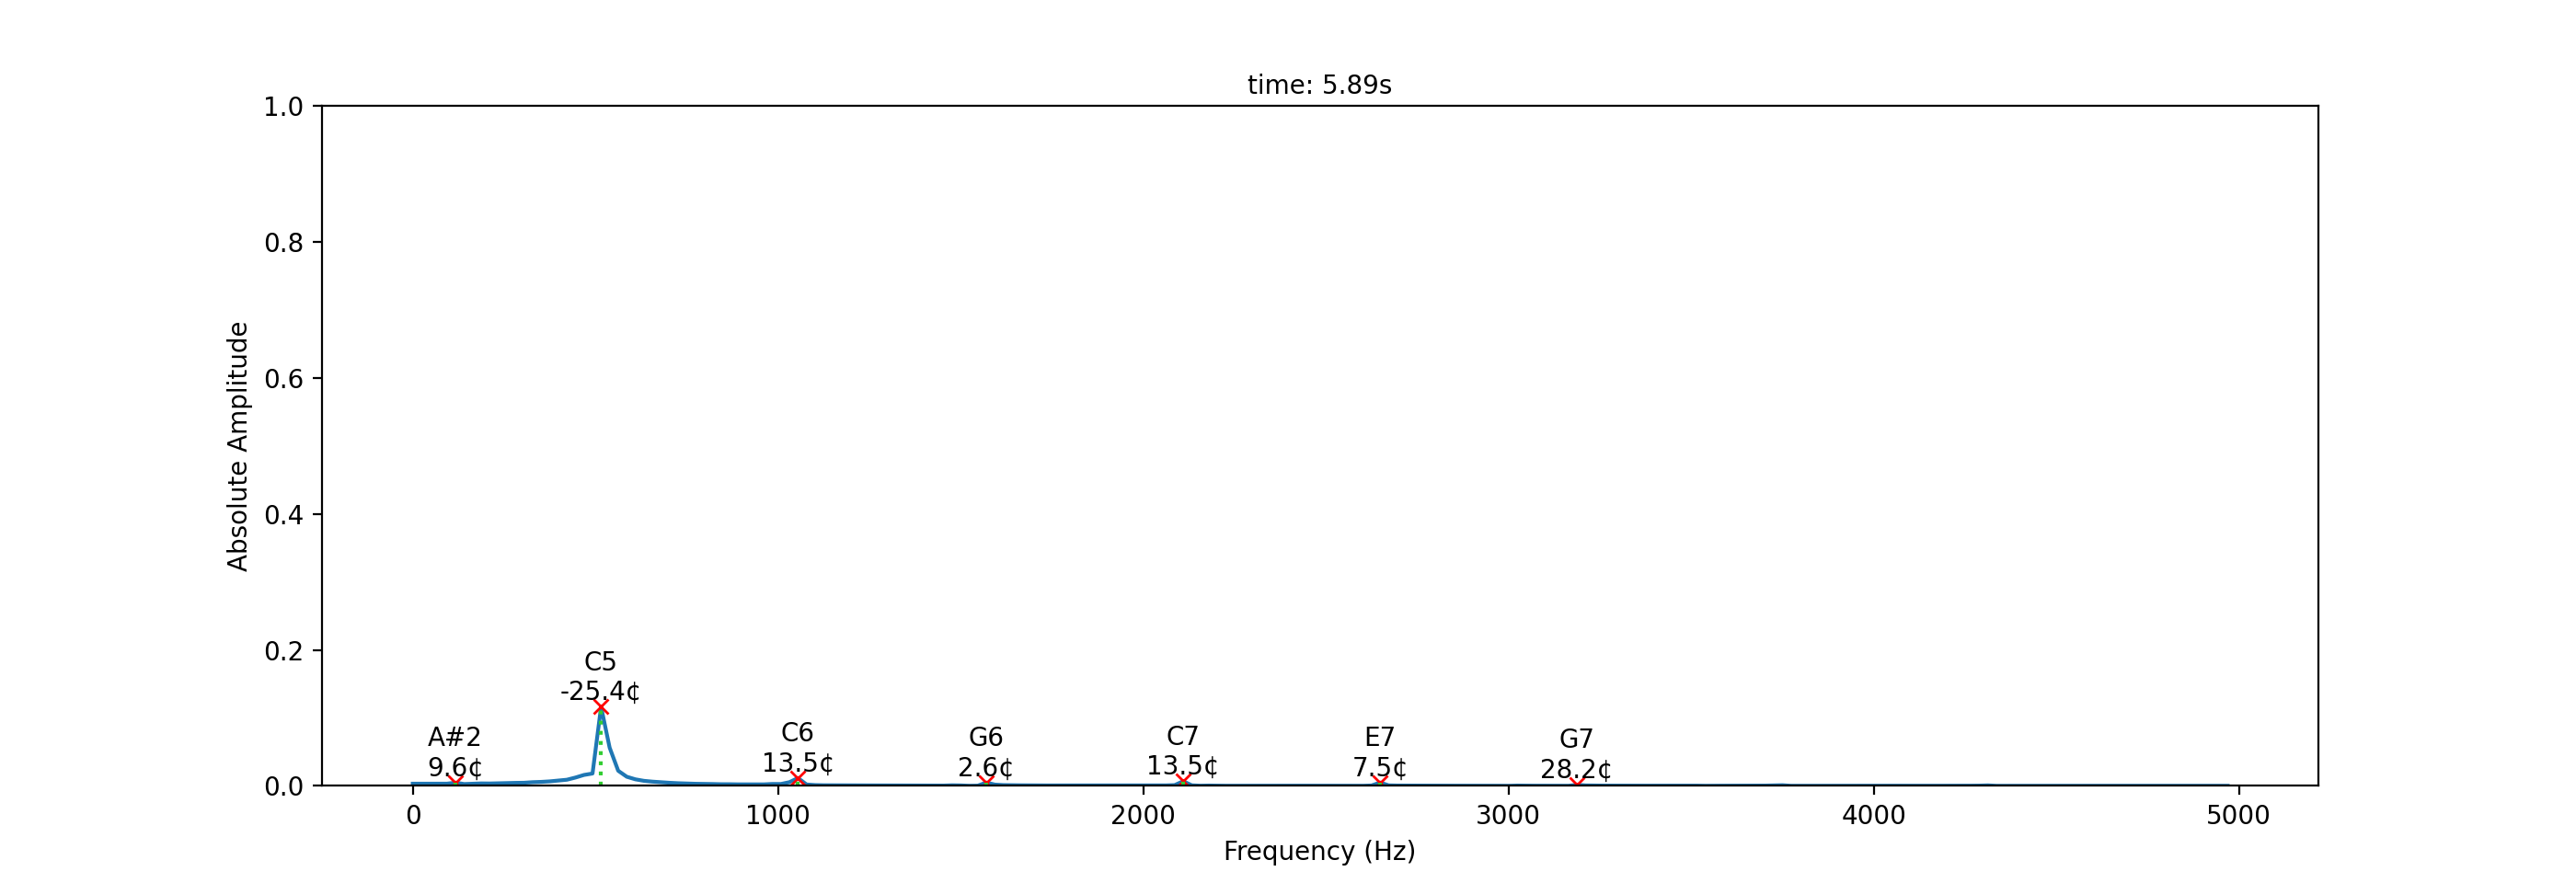 time: 5.89s
1.0
0.8
0.6
0.4
0.2
0.0
Absolute Amplitude
A#2
9.6¢
C5
-25.4¢
C6
13.5¢
G6
2.6¢
C7
13.5¢
E7
7.5¢
G7
28.2¢
0 1000 2000 3000 4000 5000
Frequency (Hz)